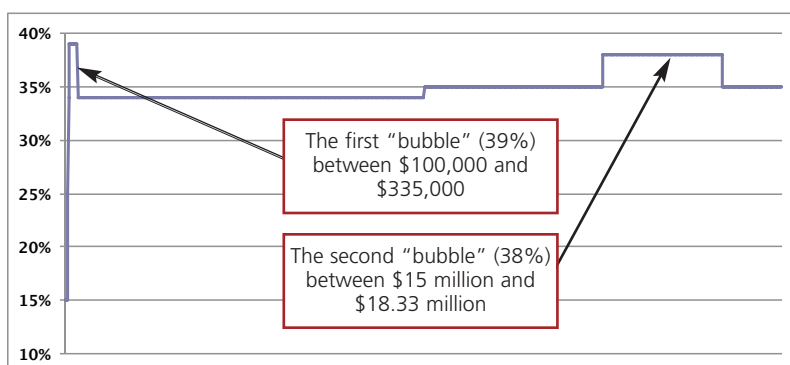 40%
35%
30%
25%
20%
15%
10%
The first “bubble” (39%)
between $100,000 and
$335,000
The second “bubble” (38%)
between $15 million and
$18.33 million